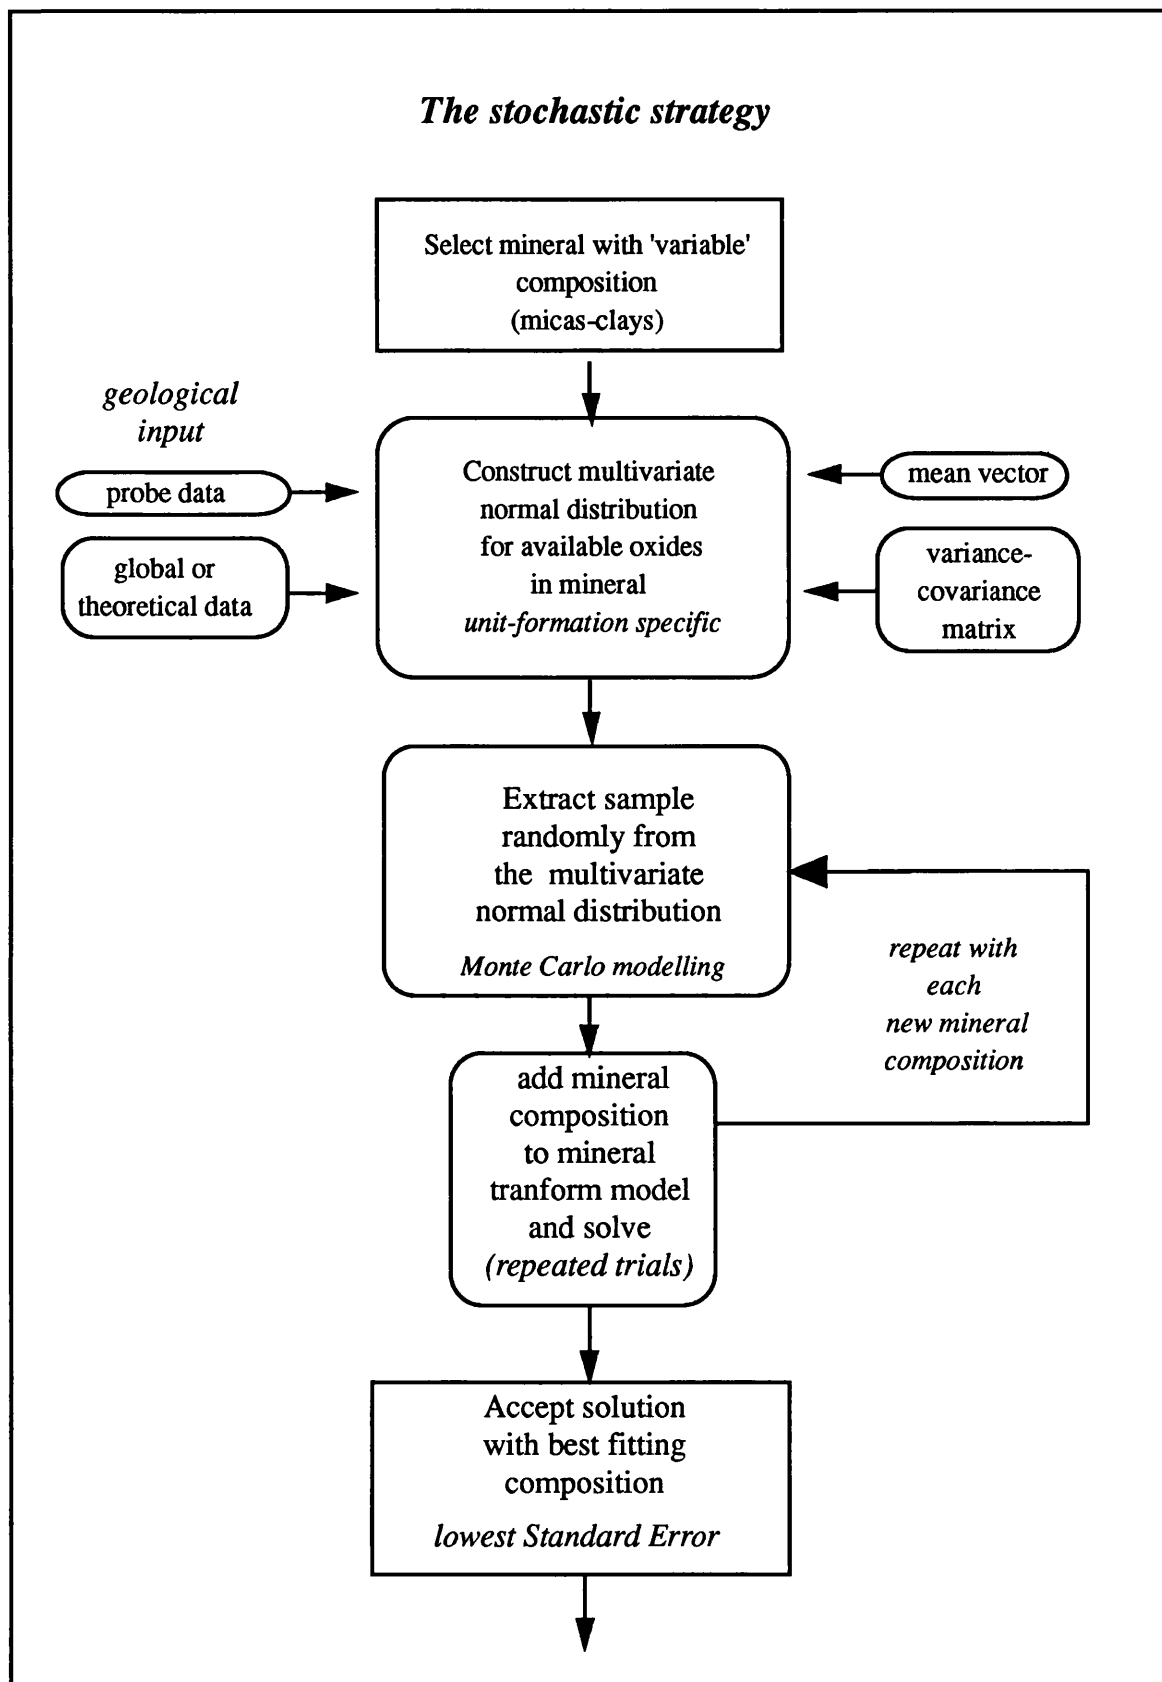 The stochastic strategy
Select mineral with 'variable'
composition
(micas-clays)
geological
input
probe data
global or
theoretical data
Construct multivariate
normal distribution
for available oxides
in mineral
unit-formation specific
mean vector
variance-
covariance
matrix
Extract sample
randomly from
the multivariate
normal distribution
Monte Carlo modelling
repeat with
each
new mineral
composition
add mineral
composition
to mineral
tranform model
and solve
(repeated trials)
Accept solution
with best fitting
composition
lowest Standard Error